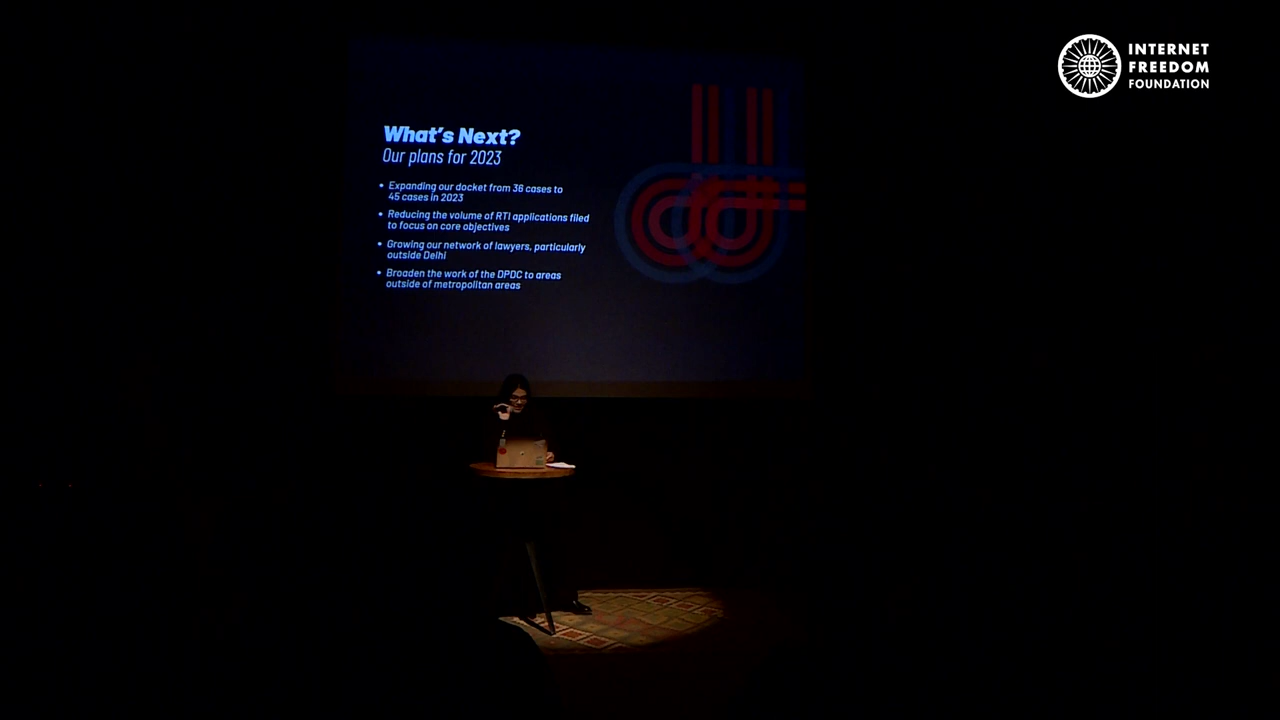 INTERNET
FREEDOM
FOUNDATION
What's Next?
Our plans for 2023
• Expanding our docket from 36 cases to
45 cases in 2023
• Reducing the volume of RTI applications filed
to focus on core objectives
• Growing our network of lawyers, particularly
outside Delhi
• Broaden the work of the DPDC to areas
outside of metropolitan areas